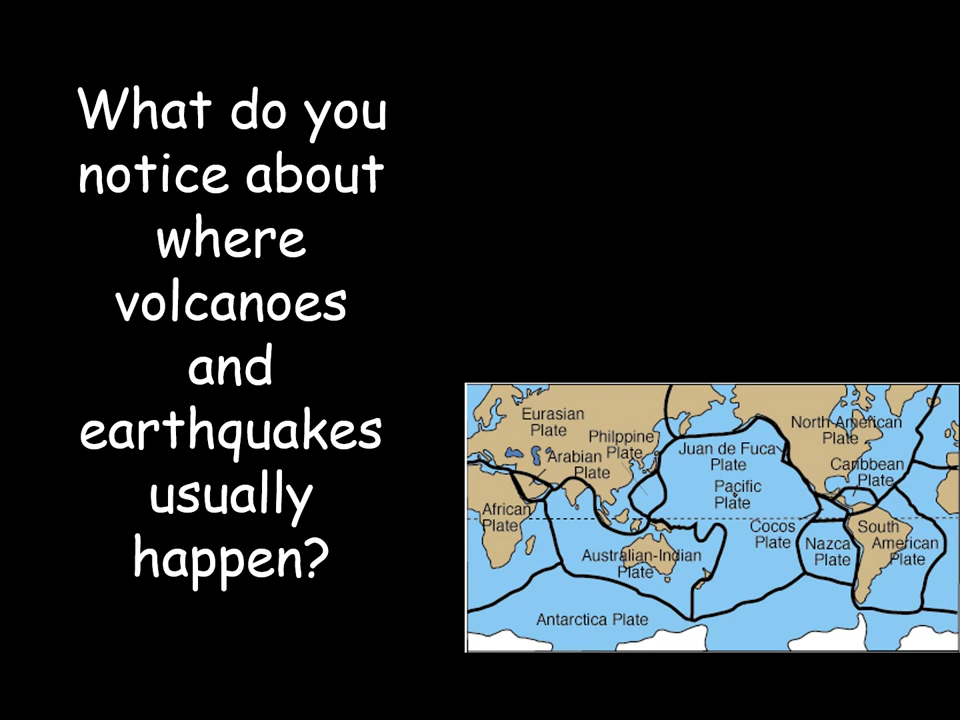 What do you
notice about
where
volcanoes
and
earthquakes
usually
happen?
Eurasian
Plate
Philppine
Plate
Arabian
Plate
African
Plate
Juan de Fuca
Plate
Pacific
Plate
North American
Plate
Carbbean
Plate
Cocos
Plate
Nazca
Plate
South
American
Plate
Australian-Indian
Plate
Antarctica Plate